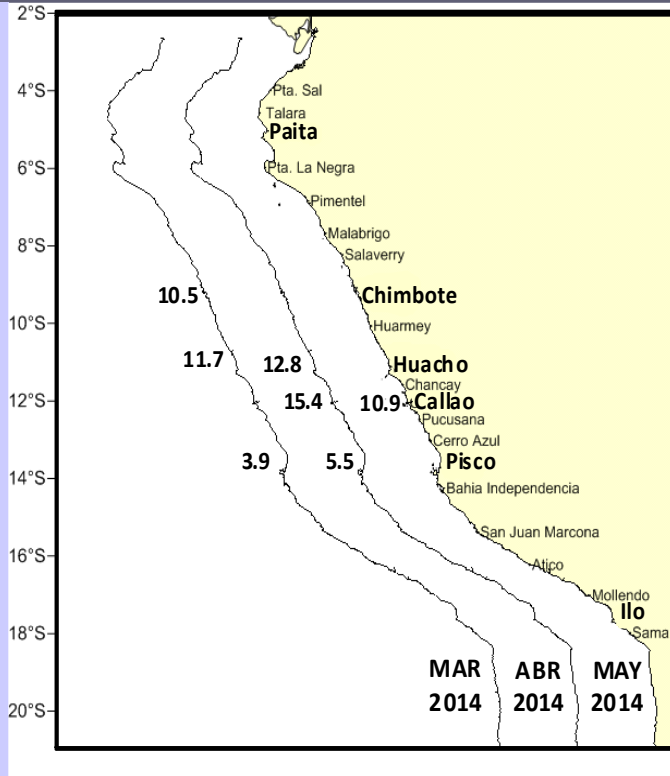 2°S
4°S
Pta. Sal
Talara
Paita
6°S
Pta. La Negra
Pimentel
Malabrigo
8°S
Salaverry
10.5
Chimbote
10°S
Huarmey
11.7
12.8
Huacho
Chancay
12°S
15.4
10.9
Callao
Pucusana
Cerro Azul
3.9
5.5
Pisco
14°S
Bahia Independencia
San Juan Marcona
16°S
Atico
Mollendo
Ilo
18°S
Sama
MAR
2014
ABR
2014
MAY
2014
20°S